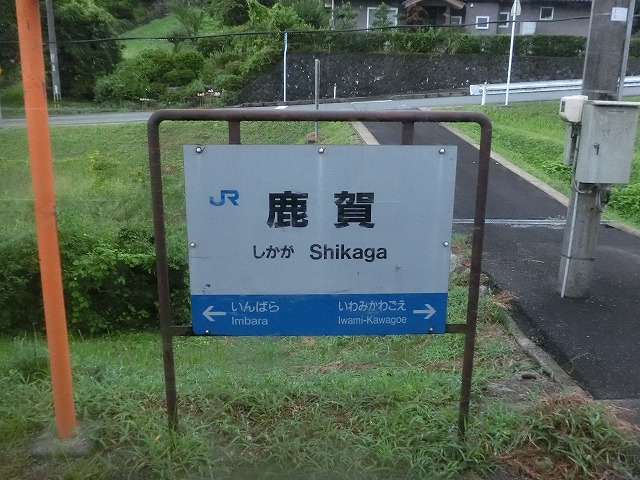 JR
鹿賀
しかが Shikaga
← いんばら いわみかわごえ →
Imbara Iwami-Kawagoe